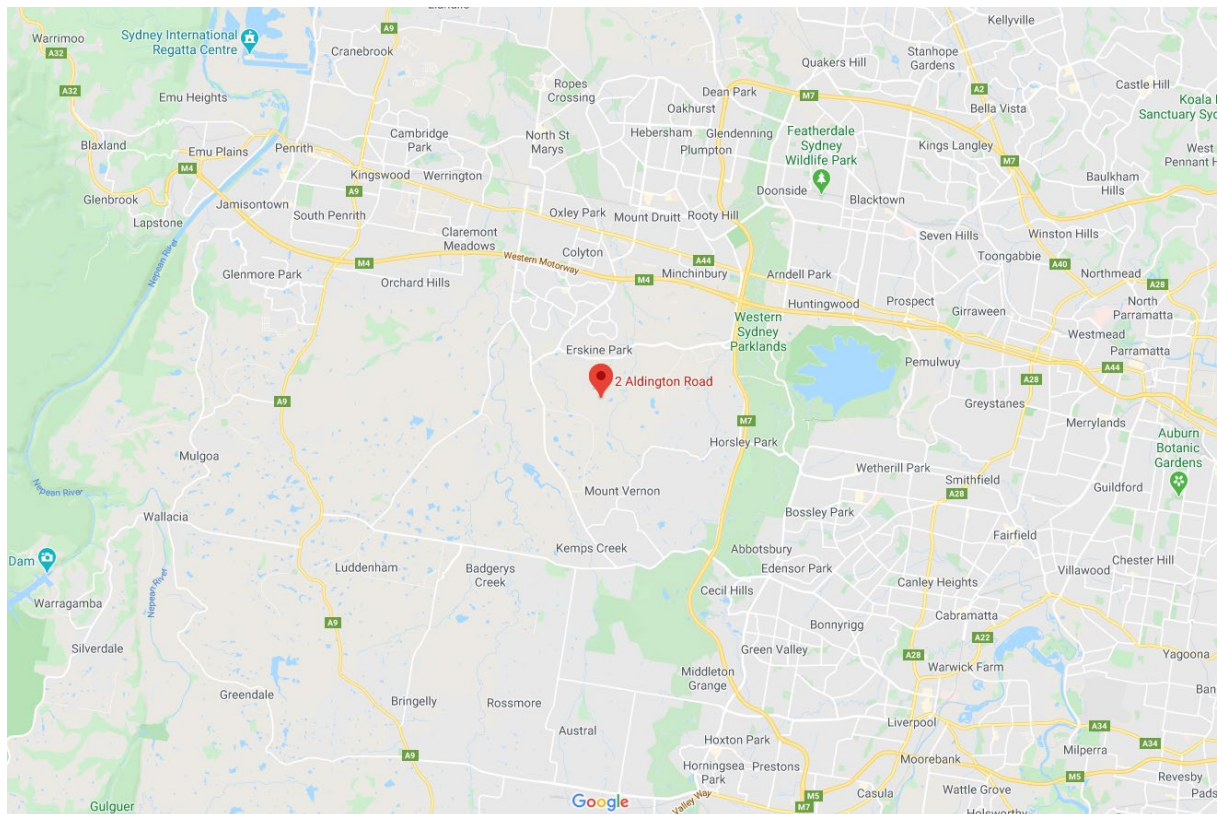 Warrimoo
Sydney International
Regatta Centre
A9
Kellyville
A32
Cranebrook
Quakers Hill
Stanhope
Gardens
A32
Emu Heights
Ropes
Crossing
Dean Park
M7
A2
Castle Hill
Oakhurst
Bella Vista
Koala
Sanctuary Syd
Blaxland
Emu Plains
Penrith
Cambridge
Park
North St
Marys
Hebersham
Glendenning
Plumpton
Featherdale
Sydney
Wildlife Park
Kings Langley
West
Pennant H
M4
Kingswood
Werrington
M7
Baulkham
Hills
Glenbrook
A9
Doonside
Blacktown
Jamisontown
South Penrith
Oxley Park
Mount Druitt
Rooty Hill
Lapstone
Claremont
Meadows
Seven Hills
Winston Hills
Nepean River
Colyton
Western Motorway
A44
Toongabbie
M4
Minchinbury
Arndell Park
A40
Northmead
Glenmore Park
Orchard Hills
M4
A28
Huntingwood
Prospect
Girraween
North
Parramatta
Western
Sydney
Parklands
Westmead
Erskine Park
Pemulwuy
Parramatta
A44
2 Aldington Road
A28
A9
Greystanes
M7
Merrylands
Horsley Park
Auburn
Botanic
Gardens
Mulgoa
Wetherill Park
Smithfield
Nepean River
Mount Vernon
A28
Guildford
Wallacia
Bossley Park
Fairfield
Kemps Creek
Abbotsbury
Dam
Luddenham
Badgerys
Creek
Edensor Park
Chester Hill
Villawood
Nepean River
Cecil Hills
Canley Heights
Warragamba
A9
Bonnyrigg
Cabramatta
Silverdale
Green Valley
A28
A22
Yagoona
Middleton
Grange
Warwick Farm
Greendale
Bringelly
Rossmore
Ban
Liverpool
Austral
A34
A34
Hoxton Park
Milperra
A9
Horningsea
Park
Prestons
Moorebank
M5
Revesby
Gulguer
Google
Valley Way
M5
M7
Casula
Wattle Grove
Pads
Holsworthy